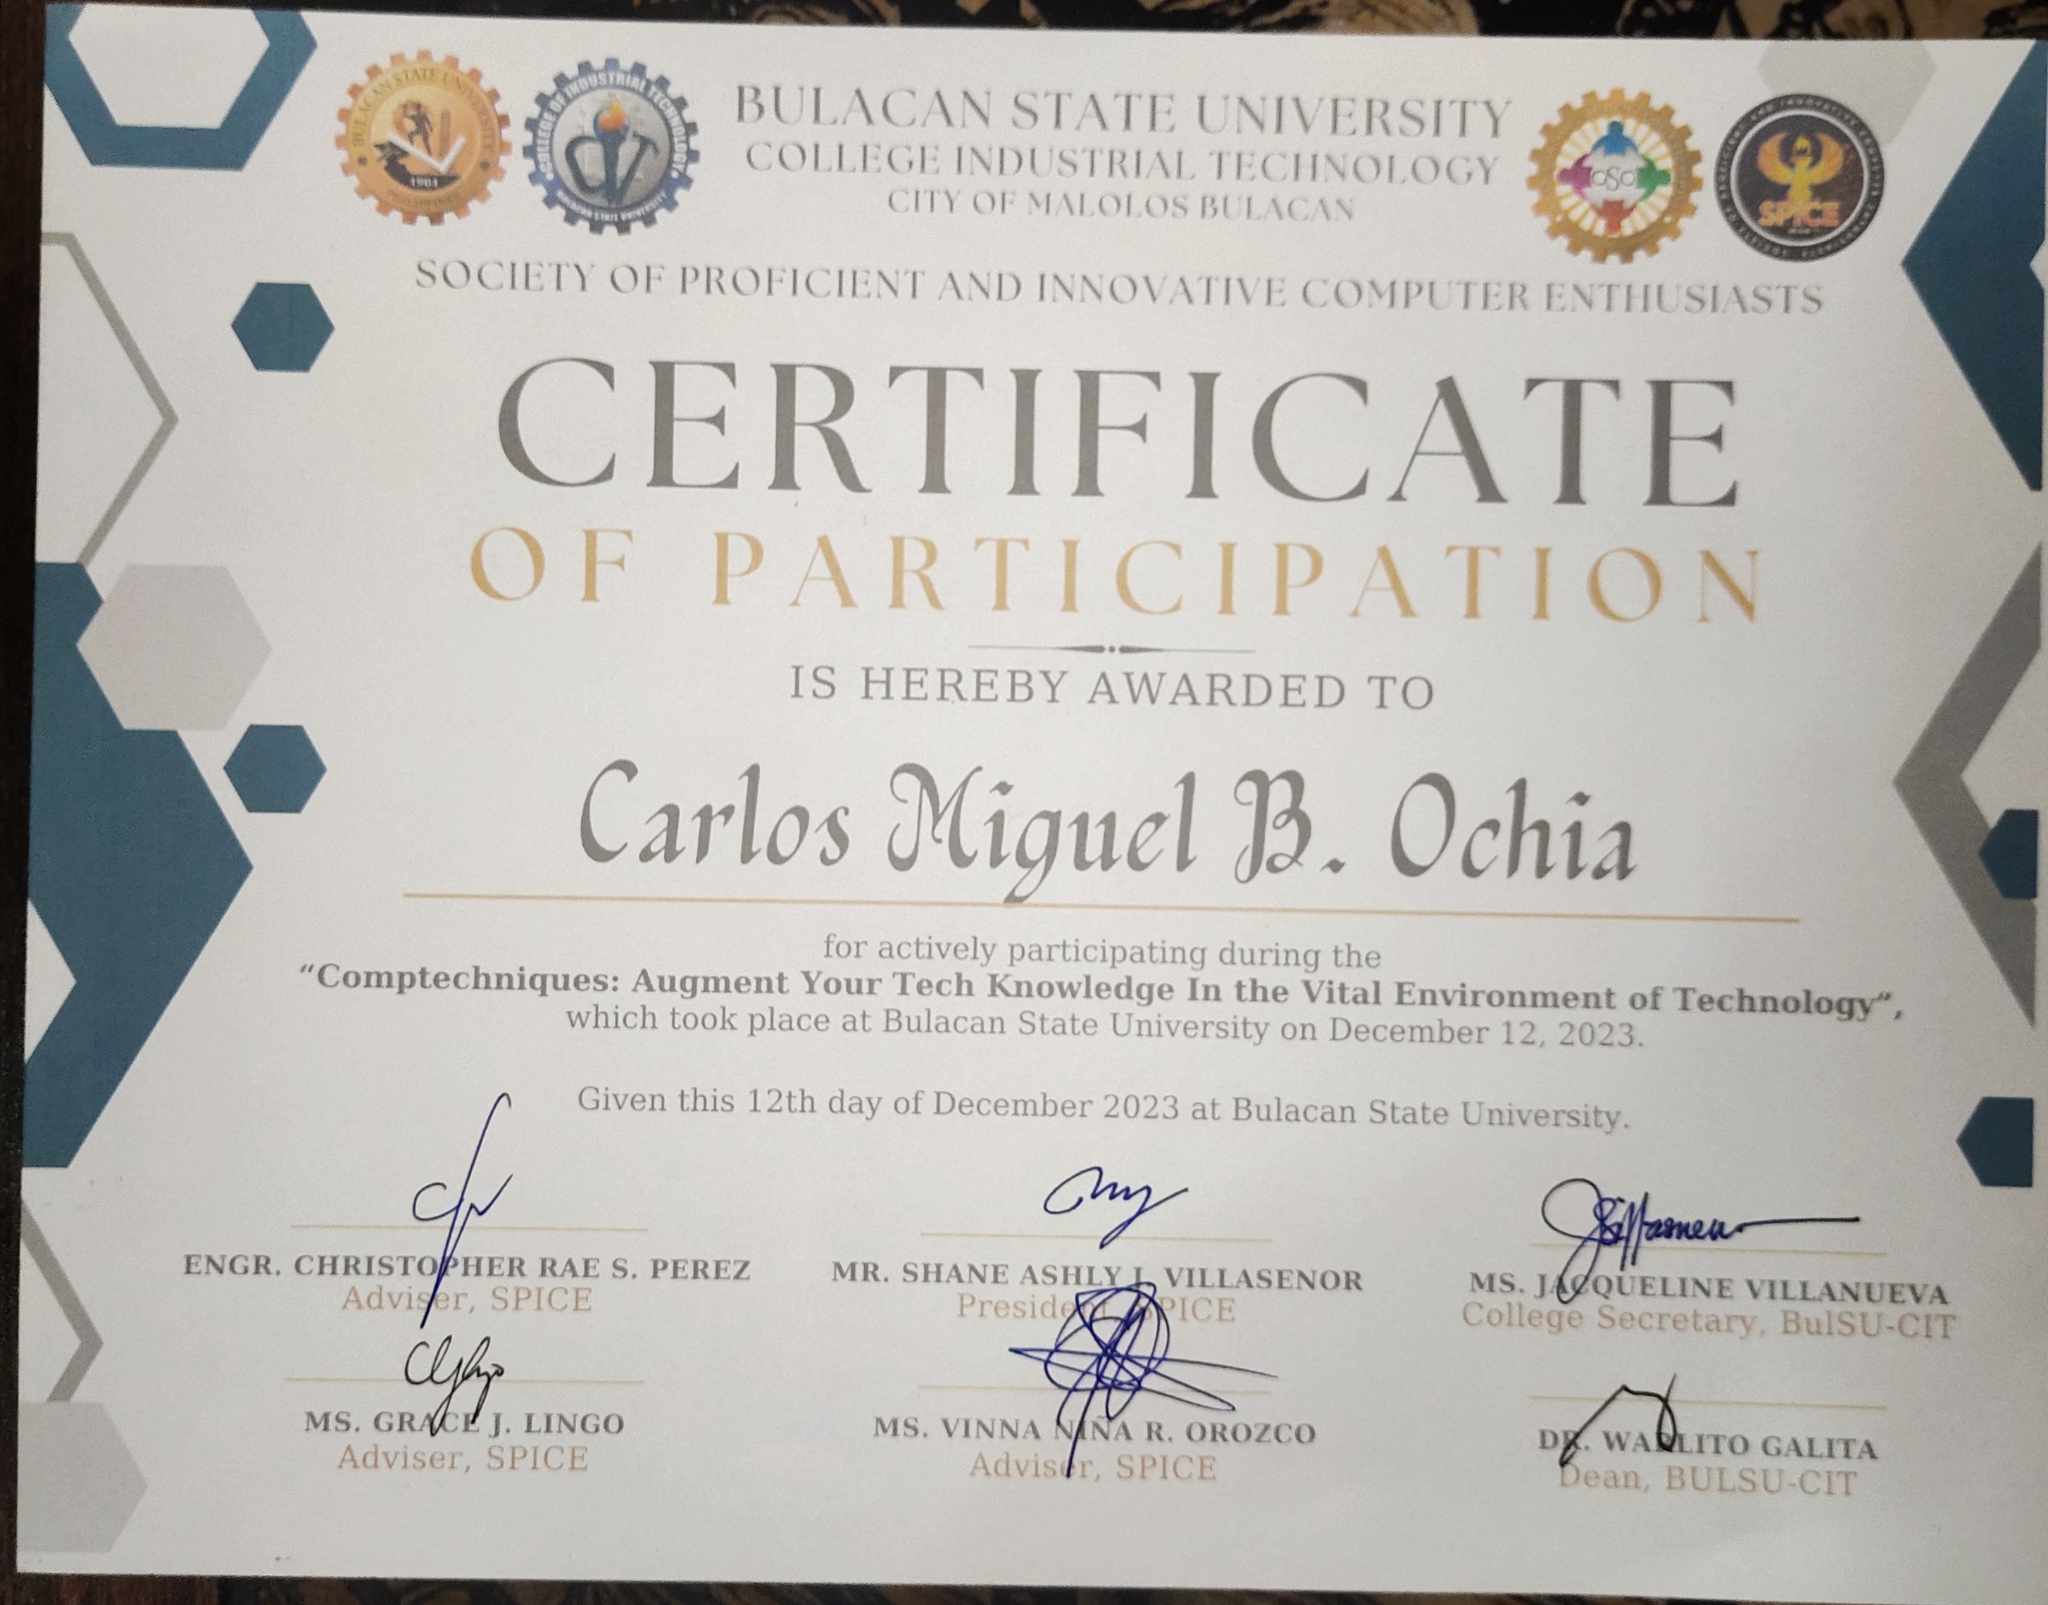 BULACAN STATE UNIVERSITY
1904
COLLEGE OF INDUSTRIAL TECHNOLOGY
BULACAN STATE UNIVERSITY
BULACAN STATE UNIVERSITY
COLLEGE INDUSTRIAL TECHNOLOGY
CITY OF MALOLOS BULACAN
CSO
SPICE
SOCIETY OF PROFICIENT AND INNOVATIVE COMPUTER ENTHUSIASTS
CERTIFICATE
OF PARTICIPATION
IS HEREBY AWARDED TO
Carlos Miguel B. Ochia
for actively participating during the
“Comptechniques: Augment Your Tech Knowledge In the Vital Environment of Technology”,
which took place at Bulacan State University on December 12, 2023.
Given this 12th day of December 2023 at Bulacan State University.
ENGR. CHRISTOPHER RAE S. PEREZ
Adviser, SPICE
MR. SHANE ASHLY L. VILLASENOR
President, SPICE
MS. JACQUELINE VILLANUEVA
College Secretary, BulSU-CIT
MS. GRACE J. LINGO
Adviser, SPICE
MS. VINNA NIÑA R. OROZCO
Adviser, SPICE
DR. WARLITO GALITA
Dean, BULSU-CIT